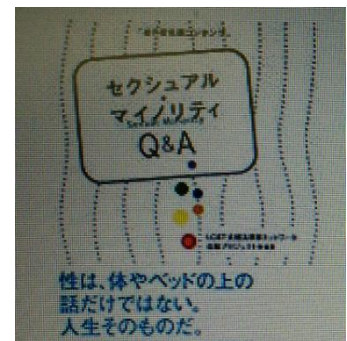 セクシュアル
マイノリティ
Q&A
性は、体やベッドの上の
話だけではない。
人生そのものだ。